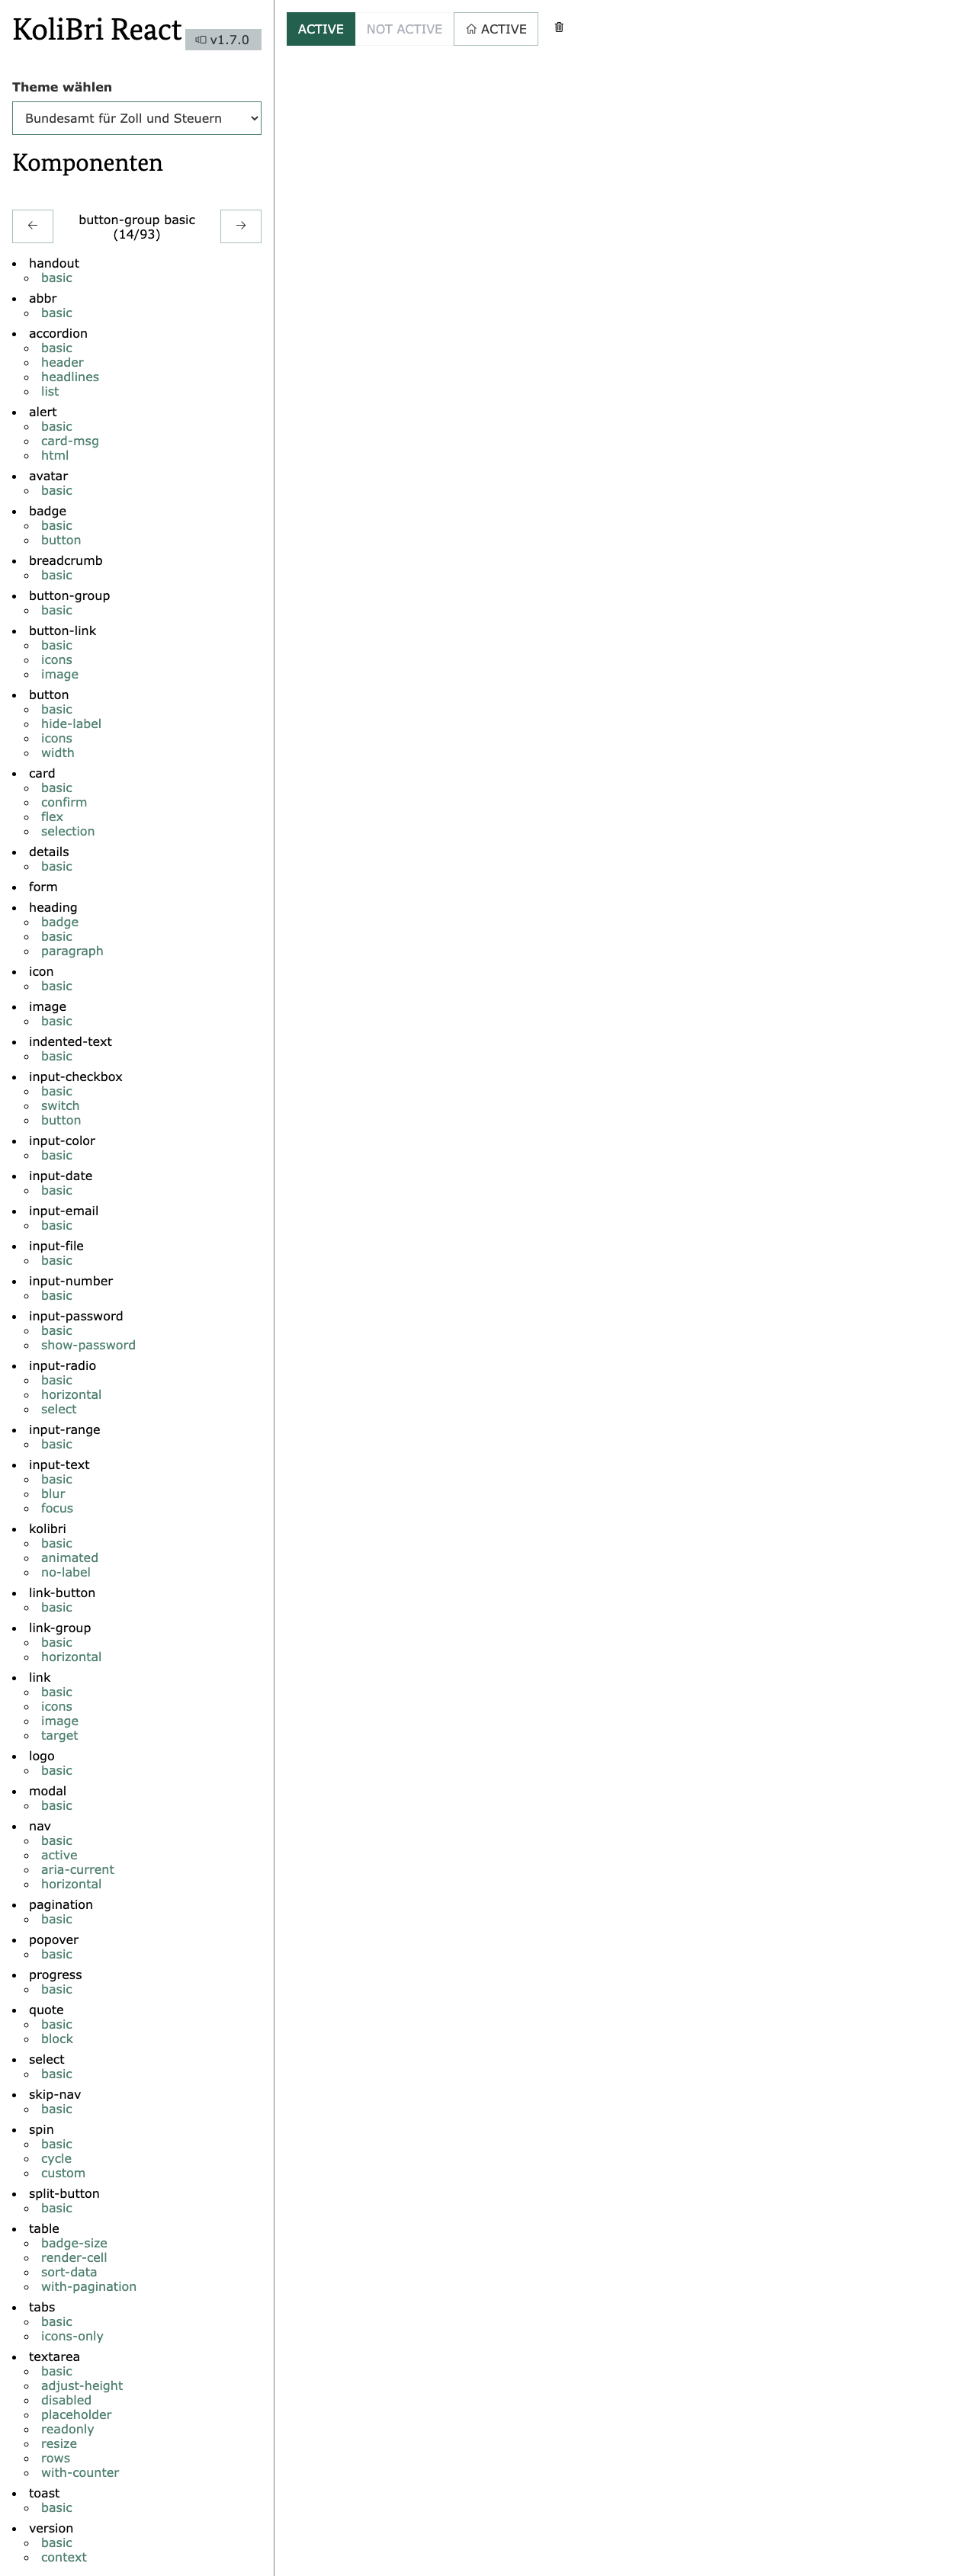 KoliBri React
v1.7.0
Theme wählen
Bundesamt für Zoll und Steuern
Komponenten
button-group basic
(14/93)
handout
basic
abbr
basic
accordion
basic
header
headlines
list
alert
basic
card-msg
html
avatar
basic
badge
basic
button
breadcrumb
basic
button-group
basic
button-link
basic
icons
image
button
basic
hide-label
icons
width
card
basic
confirm
flex
selection
details
basic
form
heading
badge
basic
paragraph
icon
basic
image
basic
indented-text
basic
input-checkbox
basic
switch
button
input-color
basic
input-date
basic
input-email
basic
input-file
basic
input-number
basic
input-password
basic
show-password
input-radio
basic
horizontal
select
input-range
basic
input-text
basic
blur
focus
kolibri
basic
animated
no-label
link-button
basic
link-group
basic
horizontal
link
basic
icons
image
target
logo
basic
modal
basic
nav
basic
active
aria-current
horizontal
pagination
basic
popover
basic
progress
basic
quote
basic
block
select
basic
skip-nav
basic
spin
basic
cycle
custom
split-button
basic
table
badge-size
render-cell
sort-data
with-pagination
tabs
basic
icons-only
textarea
basic
adjust-height
disabled
placeholder
readonly
resize
rows
with-counter
toast
basic
version
basic
context
ACTIVE NOT ACTIVE ACTIVE